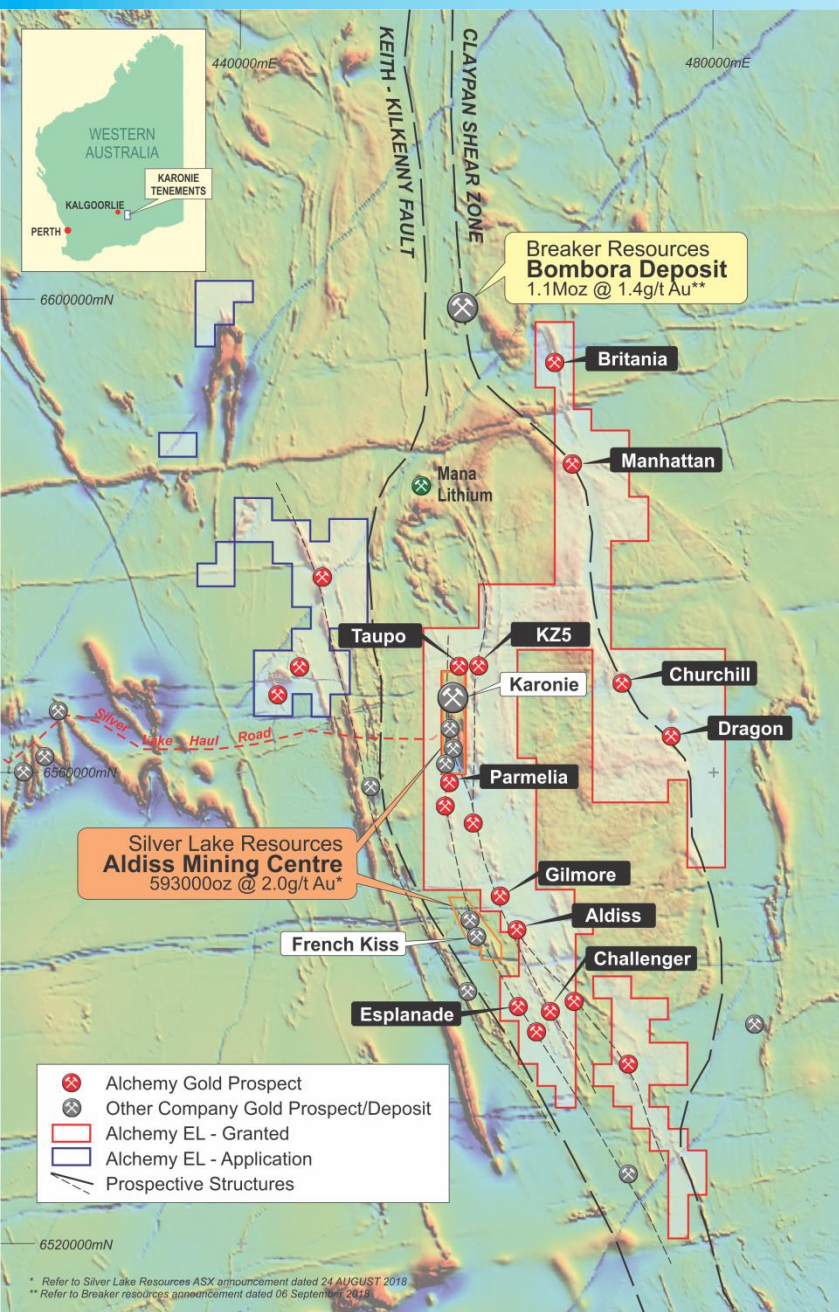 440000mE
480000mE
KEITH - KILKENNY FAULT
CLAYPAN SHEAR ZONE
WESTERN
AUSTRALIA
KARONIE
TENEMENTS
KALGOORLIE
PERTH
Breaker Resources
Bombora Deposit
1.1Moz @ 1.4g/t Au**
6600000mN
Britania
Manhattan
Mana
Lithium
Taupo
KZ5
Karonie
Churchill
Dragon
Silver Lake Haul Road
6560000mN
Parmelia
Silver Lake Resources
Aldiss Mining Centre
593000oz @ 2.0g/t Au*
Gilmore
Aldiss
French Kiss
Challenger
Esplanade
Alchemy Gold Prospect
Other Company Gold Prospect/Deposit
Alchemy EL - Granted
Alchemy EL - Application
Prospective Structures
6520000mN
* Refer to Silver Lake Resources ASX announcement dated 24 AUGUST 2018
** Refer to Breaker resources announcement dated 06 September 2018